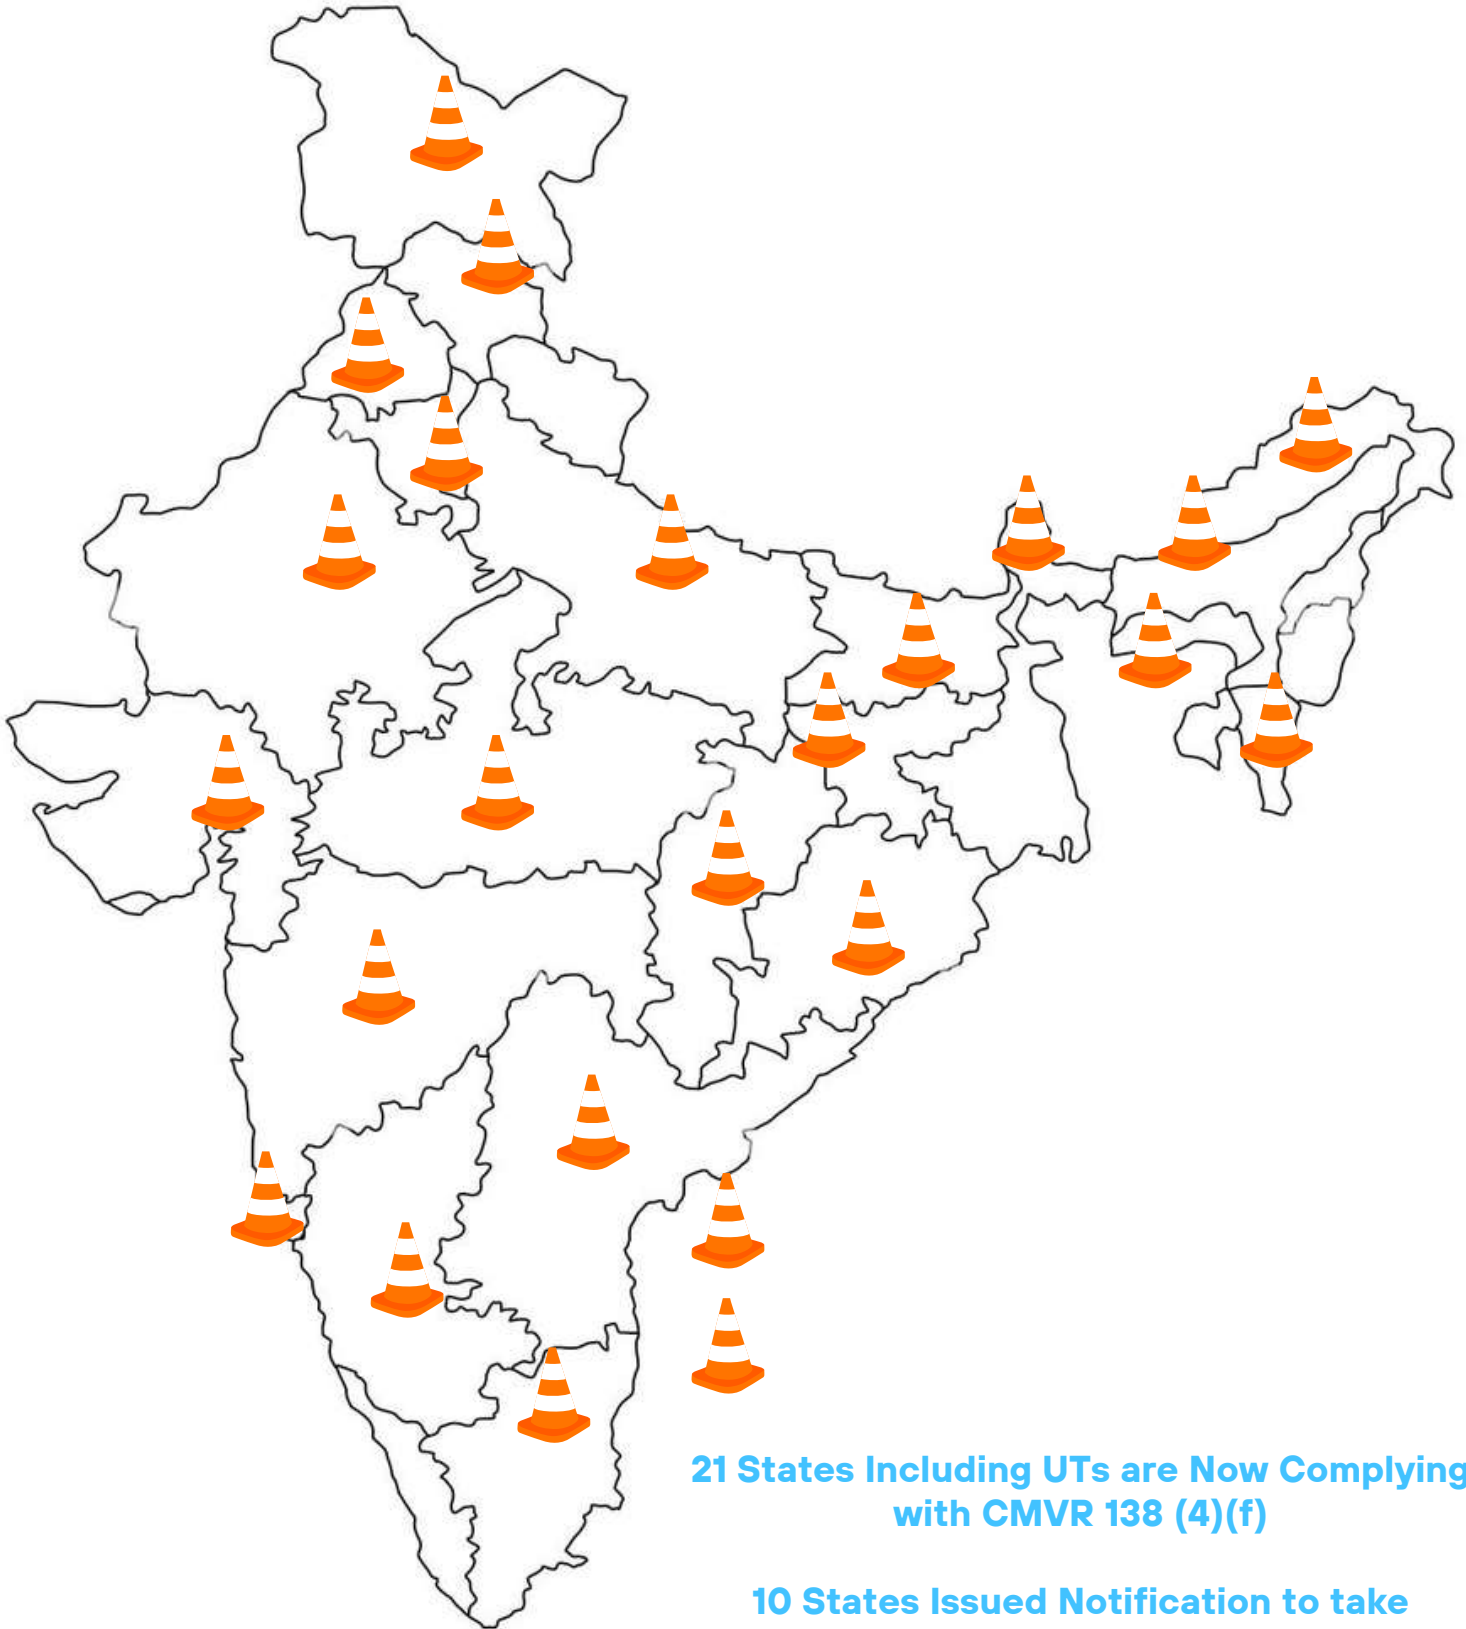 21 States Including UTs are Now Complying
with CMVR 138 (4)(f)
10 States Issued Notification to take